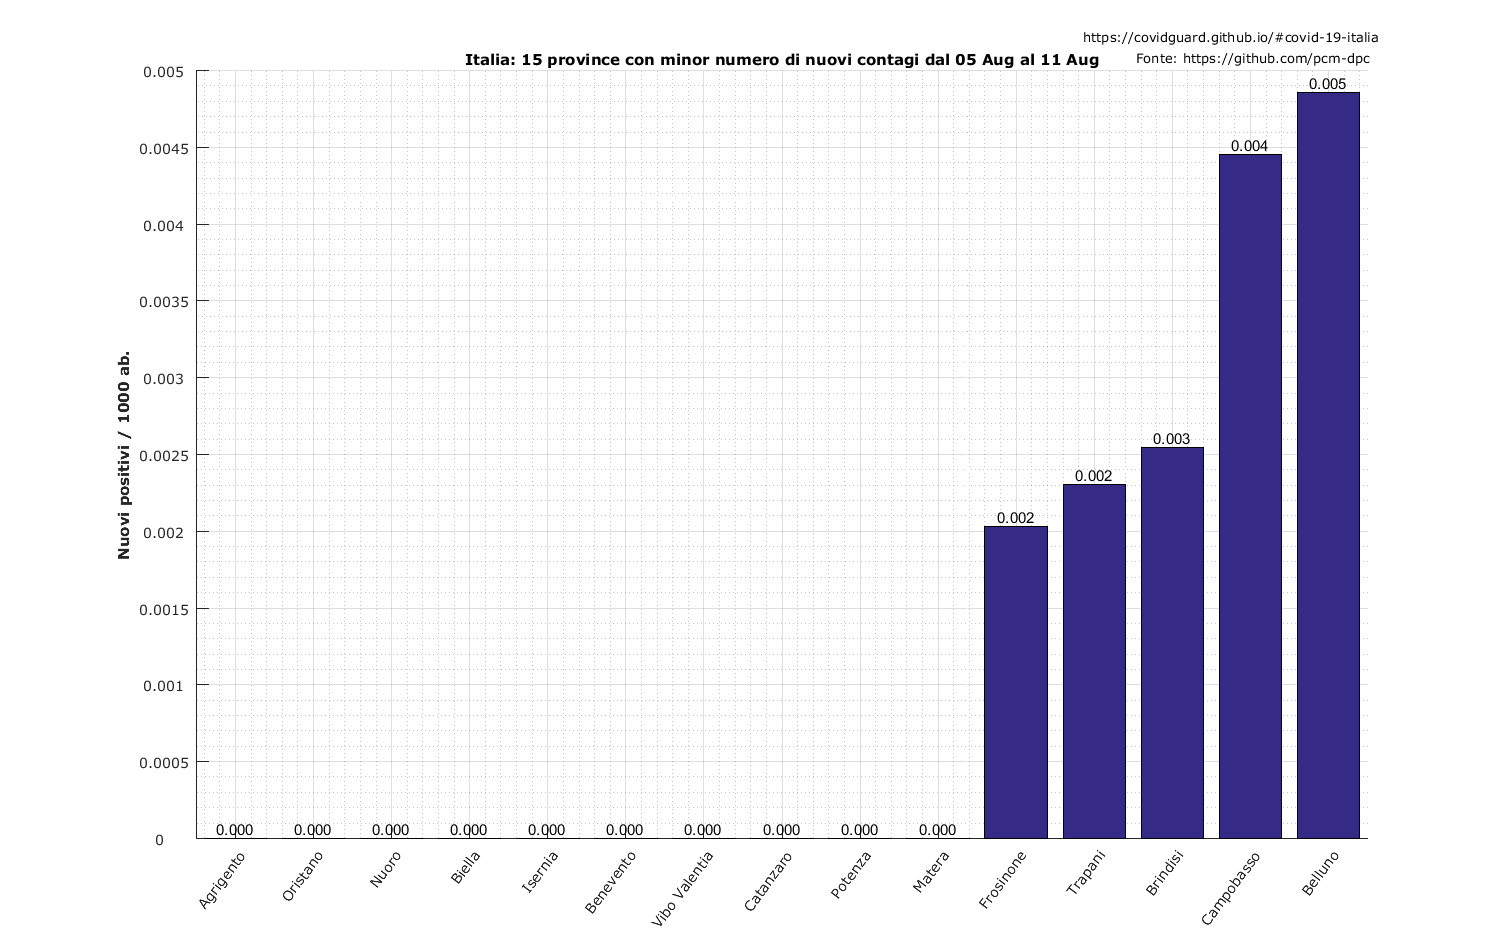 https://covidguard.github.io/#covid-19-italia
Italia: 15 province con minor numero di nuovi contagi dal 05 Aug al 11 Aug
Fonte: https://github.com/pcm-dpc
Nuovi positivi / 1000 ab.
0.005
0.0045
0.004
0.0035
0.003
0.0025
0.002
0.0015
0.001
0.0005
0
0.000 0.000 0.000 0.000 0.000 0.000 0.000 0.000 0.000 0.000 0.002 0.002 0.003 0.004 0.005
Agrigento
Oristano
Nuoro
Biella
Isernia
Benevento
Vibo Valentia
Catanzaro
Potenza
Matera
Frosinone
Trapani
Brindisi
Campobasso
Belluno